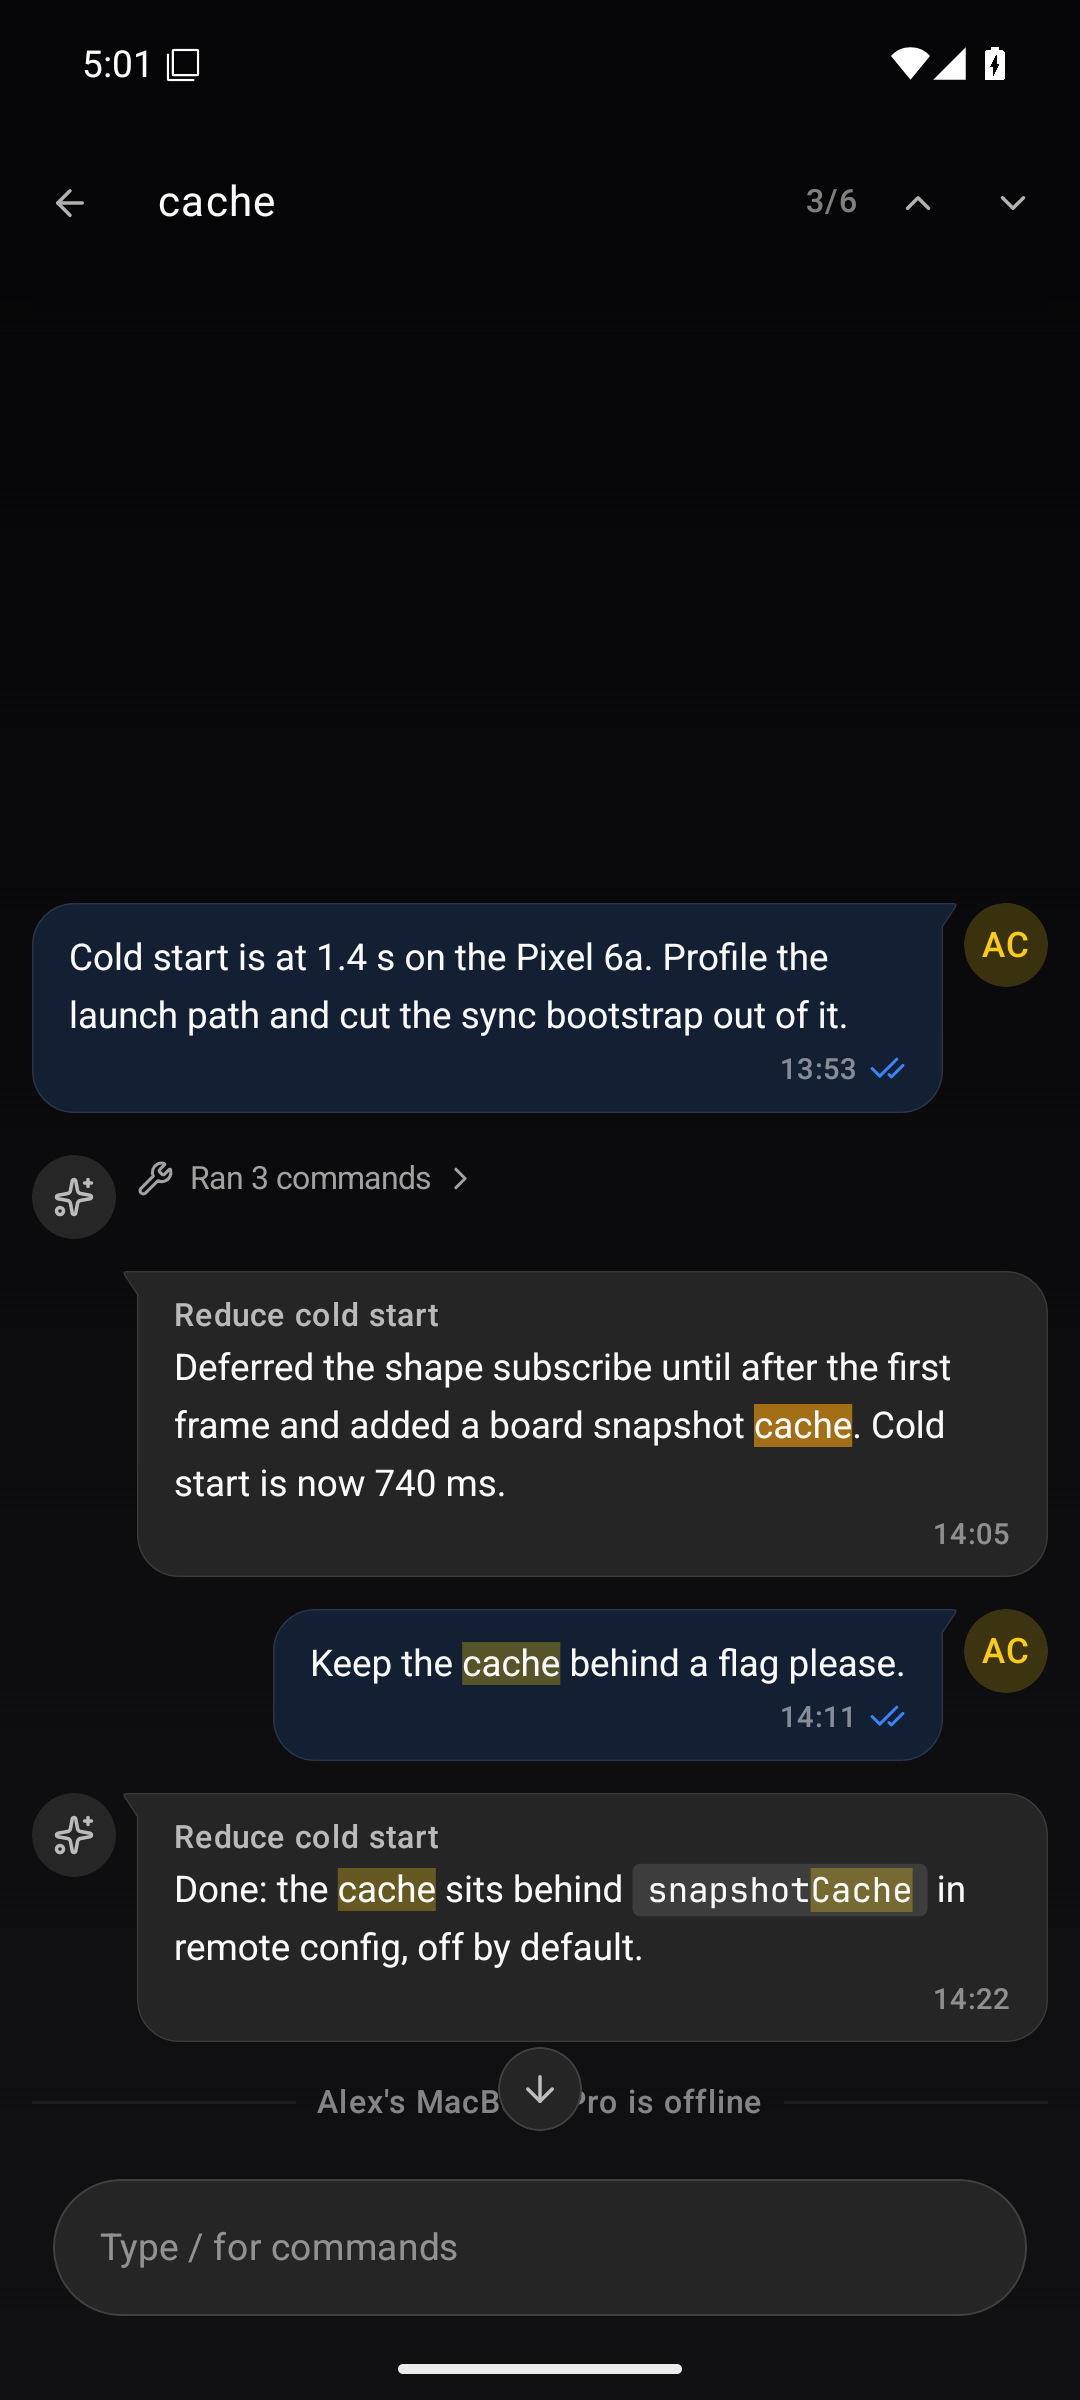 5:01
cache 3/6
Cold start is at 1.4 s on the Pixel 6a. Profile the
launch path and cut the sync bootstrap out of it.
13:53
AC
Ran 3 commands
Reduce cold start
Deferred the shape subscribe until after the first
frame and added a board snapshot cache. Cold
start is now 740 ms.
14:05
Keep the cache behind a flag please.
14:11
AC
Reduce cold start
Done: the cache sits behind snapshotCache in
remote config, off by default.
14:22
Alex's MacB ro is offline
Type / for commands